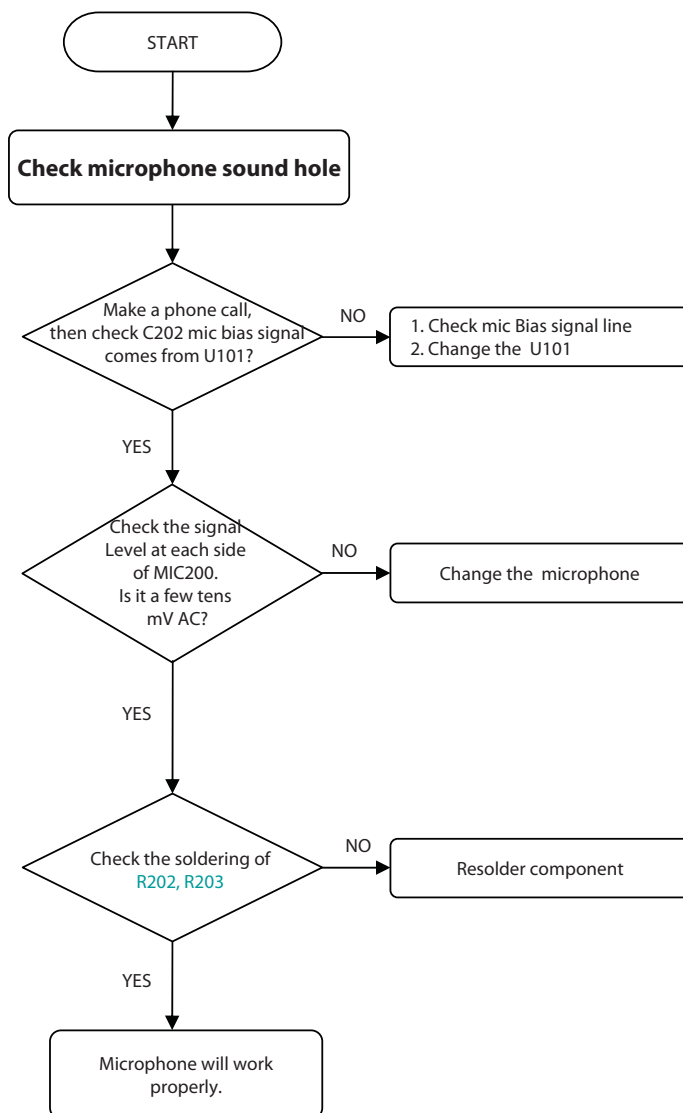 START
Check microphone sound hole
Make a phone call,
then check C202 mic bias signal
comes from U101?
NO
1. Check mic Bias signal line
2. Change the U101
YES
Check the signal
Level at each side
of MIC200.
Is it a few tens
mV AC?
NO
Change the microphone
YES
Check the soldering of
R202, R203
NO
Resolder component
YES
Microphone will work
properly.